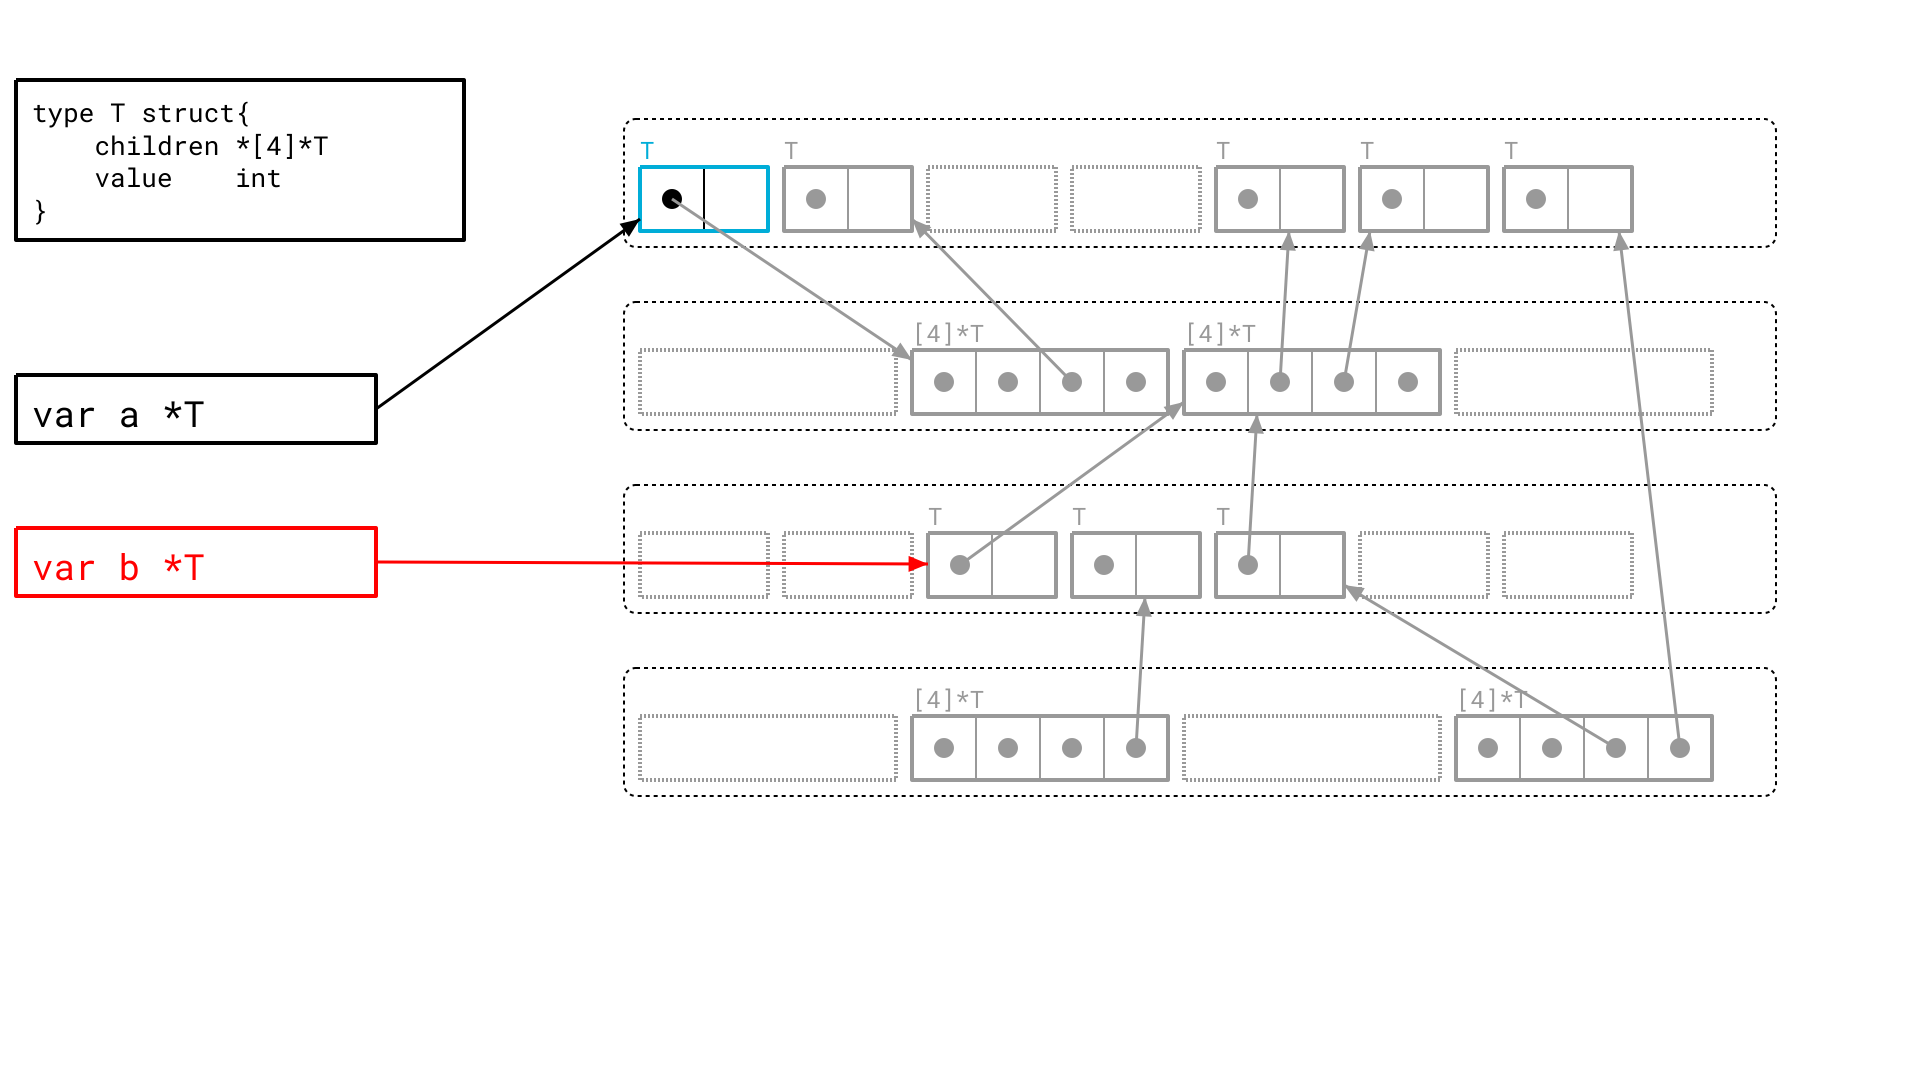 type T struct{
    children *[4]*T
    value    int
}
T T T T T
[4]*T [4]*T
var a *T
T T T
var b *T
[4]*T [4]*T